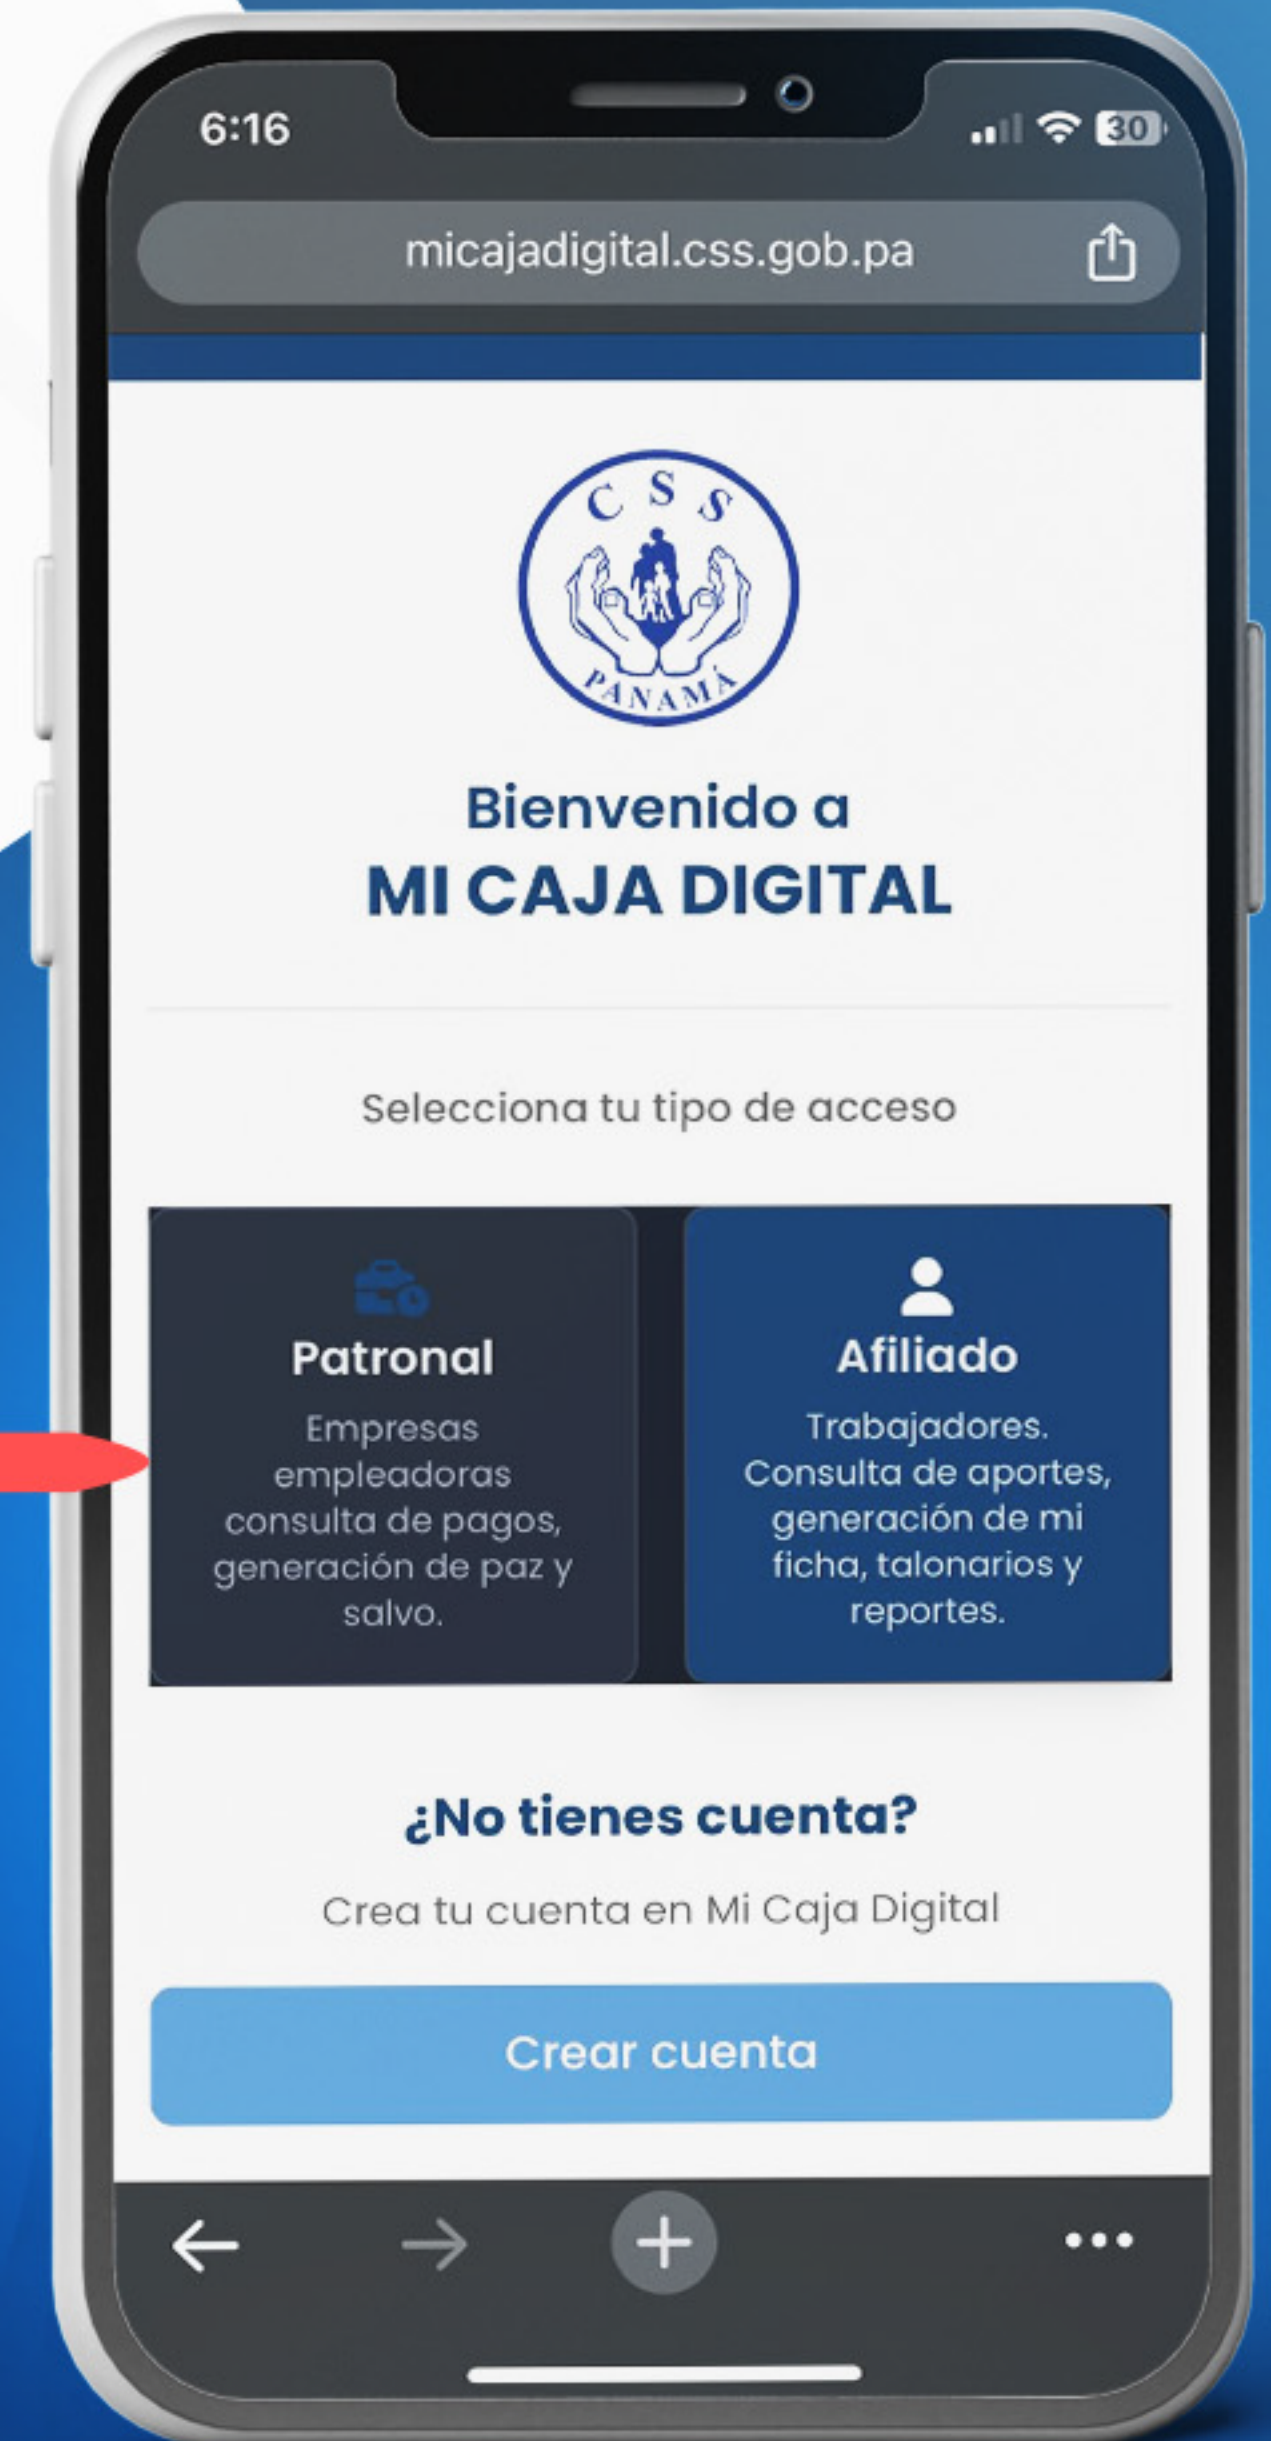 6:16
30
micajadigital.css.gob.pa
CSS
PANAMÁ
Bienvenido a
MI CAJA DIGITAL
Selecciona tu tipo de acceso
Patronal
Empresas
empleadoras
consulta de pagos,
generación de paz y
salvo.
Afiliado
Trabajadores.
Consulta de aportes,
generación de mi
ficha, talonarios y
reportes.
¿No tienes cuenta?
Crea tu cuenta en Mi Caja Digital
Crear cuenta